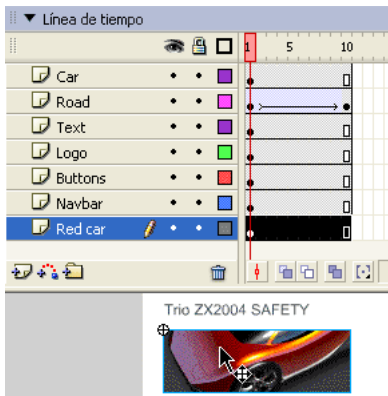 Línea de tiempo
1 5 10
Car
Road
Text
Logo
Buttons
Navbar
Red car
Trio ZX2004 SAFETY